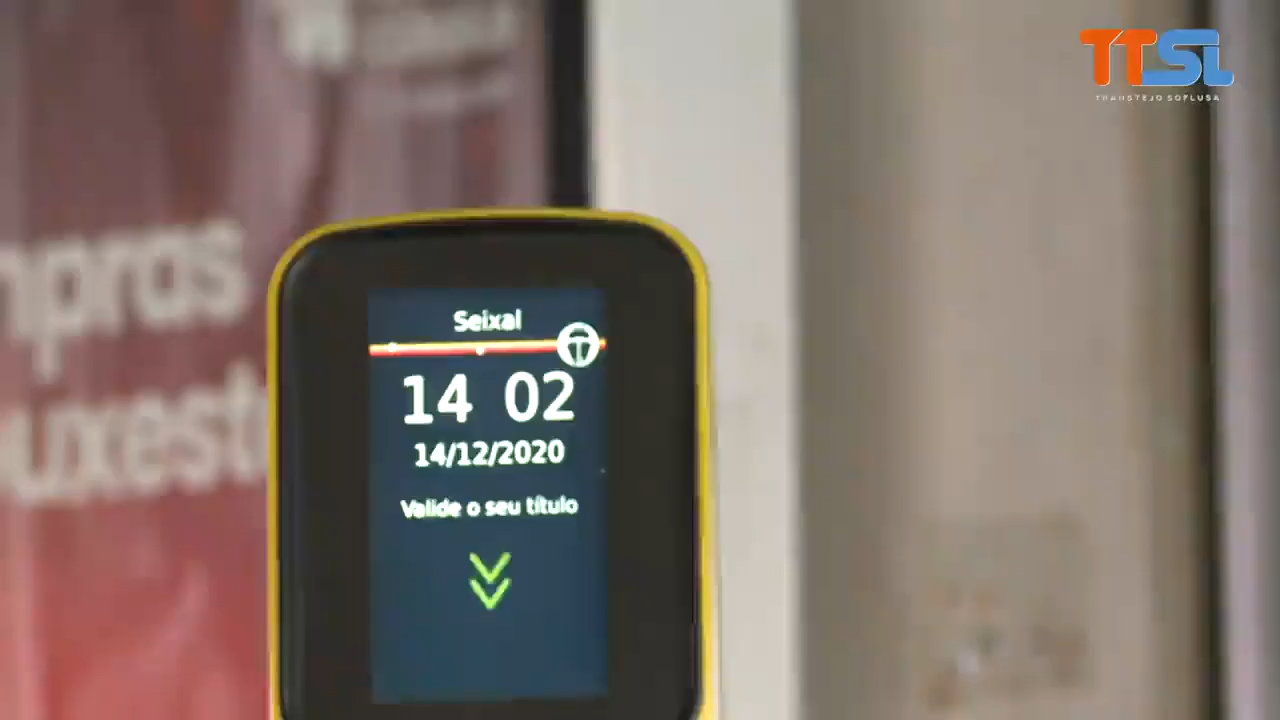 TTSL
TRANSTEJO SOFLUSA
Seixal
14 02
14/12/2020
Valide o seu título